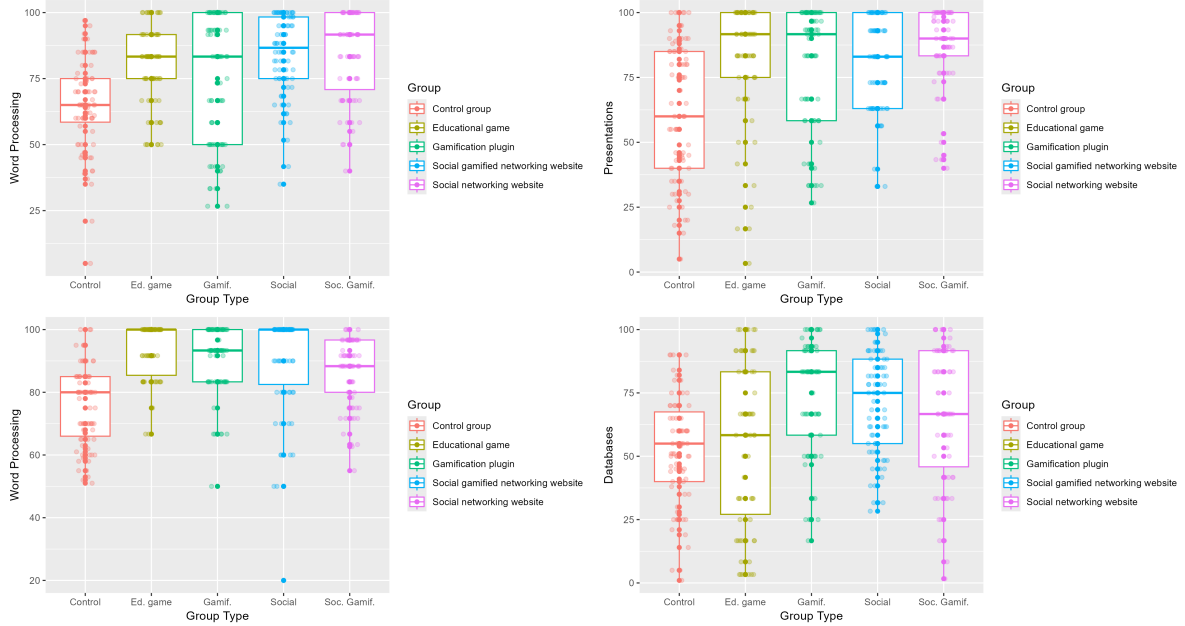 Word Processing
100
75
50
25
Control
Ed. game
Gamif.
Social
Soc. Gamif.
Group Type
Group
Control group
Educational game
Gamification plugin
Social gamified networking website
Social networking website
Presentations
100
75
50
25
0
Control
Ed. game
Gamif.
Social
Soc. Gamif.
Group Type
Group
Control group
Educational game
Gamification plugin
Social gamified networking website
Social networking website
Word Processing
100
80
60
40
20
Control
Ed. game
Gamif.
Social
Soc. Gamif.
Group Type
Group
Control group
Educational game
Gamification plugin
Social gamified networking website
Social networking website
Databases
100
75
50
25
0
Control
Ed. game
Gamif.
Social
Soc. Gamif.
Group Type
Group
Control group
Educational game
Gamification plugin
Social gamified networking website
Social networking website